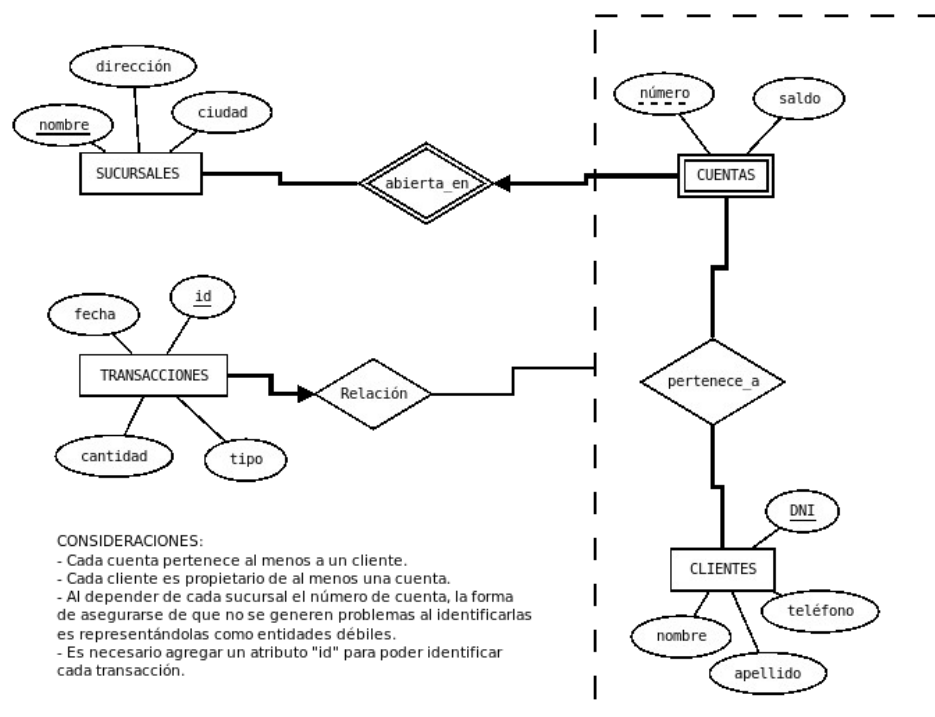 dirección
número
saldo
ciudad
nombre
SUCURSALES
abierta_en
CUENTAS
id
fecha
TRANSACCIONES
Relación
pertenece_a
cantidad
tipo
DNI
CONSIDERACIONES:
- Cada cuenta pertenece al menos a un cliente.
- Cada cliente es propietario de al menos una cuenta.
- Al depender de cada sucursal el número de cuenta, la forma
de asegurarse de que no se generen problemas al identificarlas
es representándolas como entidades débiles.
- Es necesario agregar un atributo "id" para poder identificar
cada transacción.
CLIENTES
teléfono
nombre
apellido